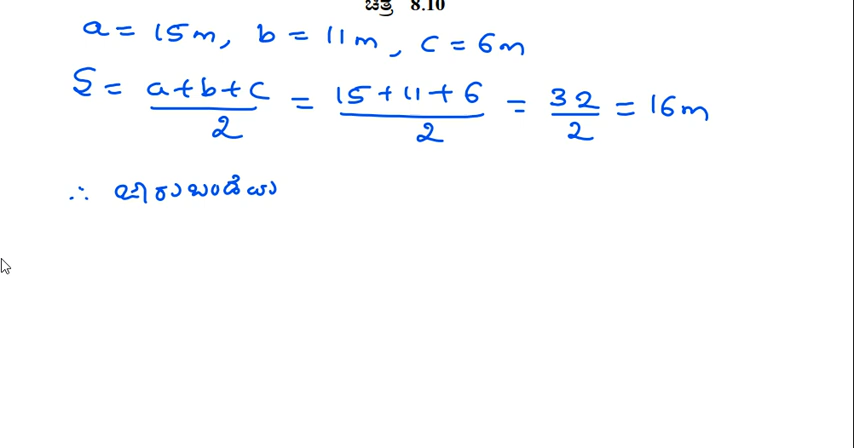 ಚಿತ್ರ 8.10
a = 15m, b = 11m, c = 6m
S = a+b+c/2 = 15+11+6/2 = 32/2 = 16m
∴ ಜಾರುಬಂಡೆಯ